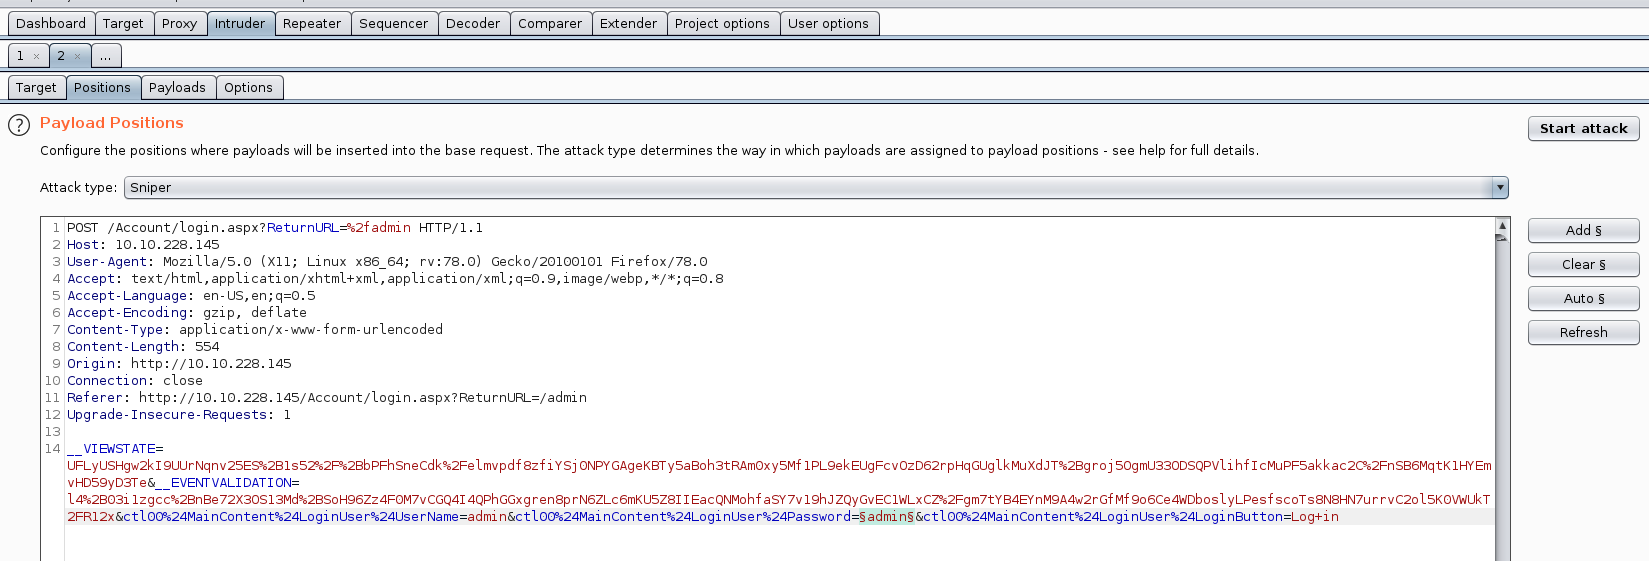 Dashboard Target Proxy Intruder Repeater Sequencer Decoder Comparer Extender Project options User options
1 × 2 × ...
Target Positions Payloads Options
? Payload Positions Start attack
Configure the positions where payloads will be inserted into the base request. The attack type determines the way in which payloads are assigned to payload positions - see help for full details.
Attack type: Sniper
1 POST /Account/login.aspx?ReturnURL=%2fadmin HTTP/1.1 Add §
2 Host: 10.10.228.145
3 User-Agent: Mozilla/5.0 (X11; Linux x86_64; rv:78.0) Gecko/20100101 Firefox/78.0 Clear §
4 Accept: text/html,application/xhtml+xml,application/xml;q=0.9,image/webp,*/*;q=0.8
5 Accept-Language: en-US,en;q=0.5 Auto §
6 Accept-Encoding: gzip, deflate
7 Content-Type: application/x-www-form-urlencoded Refresh
8 Content-Length: 554
9 Origin: http://10.10.228.145
10 Connection: close
11 Referer: http://10.10.228.145/Account/login.aspx?ReturnURL=/admin
12 Upgrade-Insecure-Requests: 1
13
14 __VIEWSTATE=
UFLyUSHgw2kI9UUrNqnv25ES%2B1s52%2F%2BbPFhSneCdk%2Felmvpdf8zfiYSj0NPYGAgeKBTy5aBoh3tRAmOxy5Mf1PL9ekEUgFcvOzD62rpHqGUglkMuXdJT%2Bgroj5OgmU33ODSQPVlihfIcMuPF5akkac2C%2FnSB6MqtK1HYEm
vHD59yD3Te&__EVENTVALIDATION=
l4%2B03i1zgcc%2BnBe72X3OS13Md%2BSoH96Zz4FOM7vCGQ4I4QPhGGxgren8prN6ZLc6mKU5Z8IIEacQNMohfaSY7v19hJZQyGvEC1WLxCZ%2Fgm7tYB4EYnM9A4w2rGfMf9o6Ce4WDboslyLPesfscoTs8N8HN7urrvC2ol5KOVWUkT
2FR12x&ctl00%24MainContent%24LoginUser%24UserName=admin&ctl00%24MainContent%24LoginUser%24Password=§admin§&ctl00%24MainContent%24LoginUser%24LoginButton=Log+in